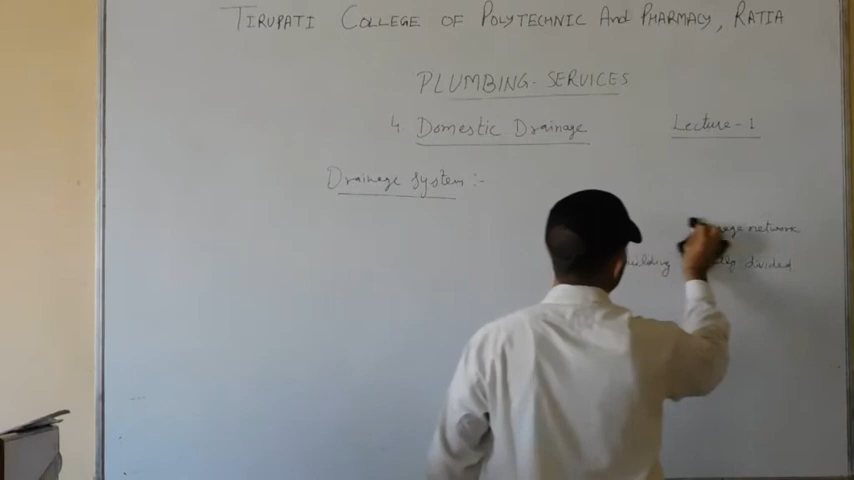 TIRUPATI COLLEGE OF POLYTECHNIC And PHARMACY, RATIA
PLUMBING-SERVICES
4 Domestic Drainage
Lecture-1
Drainage system :-
network
divided